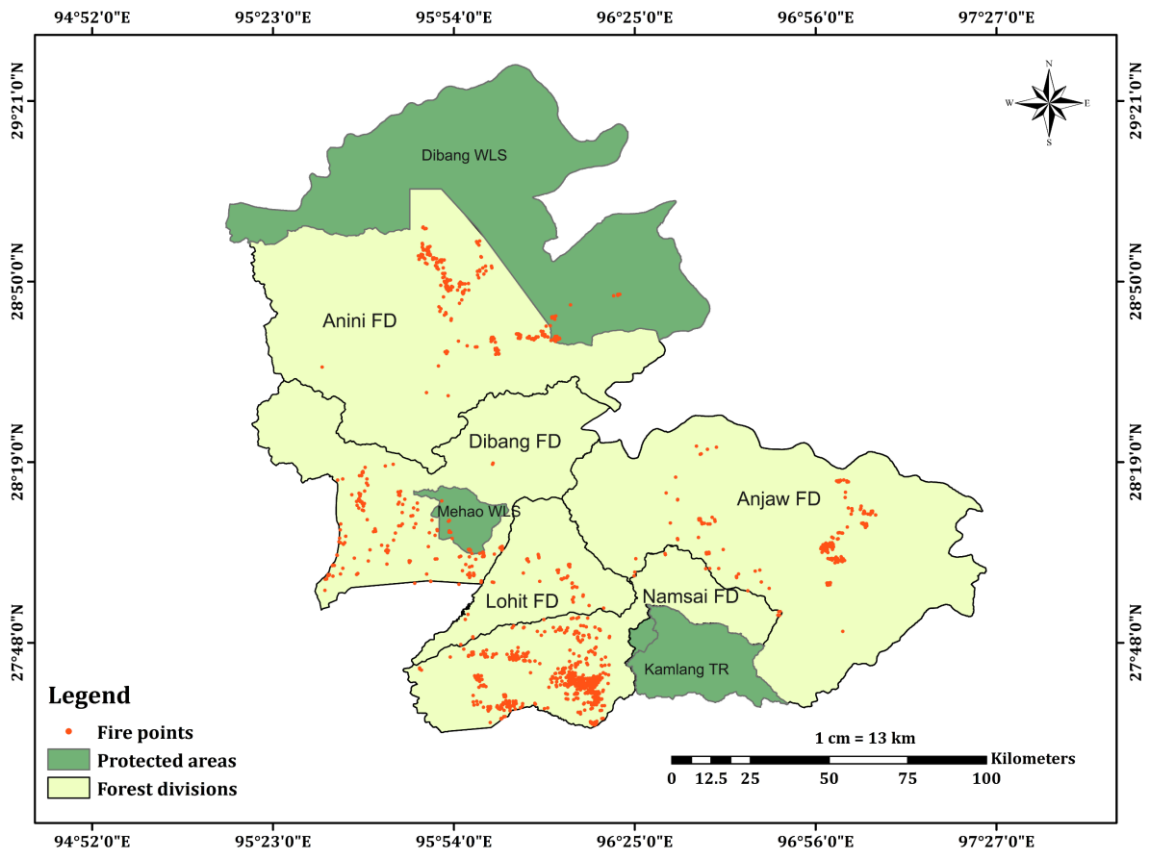 94°52'0"E 95°23'0"E 95°54'0"E 96°25'0"E 96°56'0"E 97°27'0"E
29°21'0"N
29°21'0"N
N
W E
S
Dibang WLS
28°50'0"N
28°50'0"N
Anini FD
Dibang FD
28°19'0"N
28°19'0"N
Anjaw FD
Mehao WLS
Lohit FD
Namsai FD
27°48'0"N
27°48'0"N
Kamlang TR
Legend
Fire points
Protected areas
Forest divisions
1 cm = 13 km
Kilometers
0 12.5 25 50 75 100
94°52'0"E 95°23'0"E 95°54'0"E 96°25'0"E 96°56'0"E 97°27'0"E